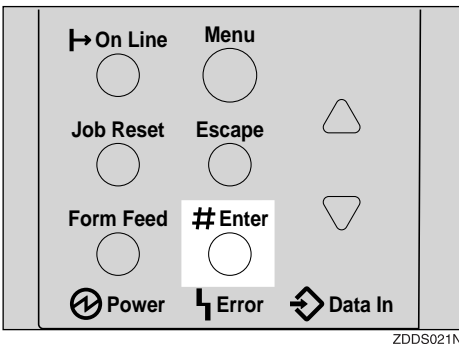 On Line Menu
Job Reset Escape
Form Feed # Enter
Power Error Data In
ZDDS021N